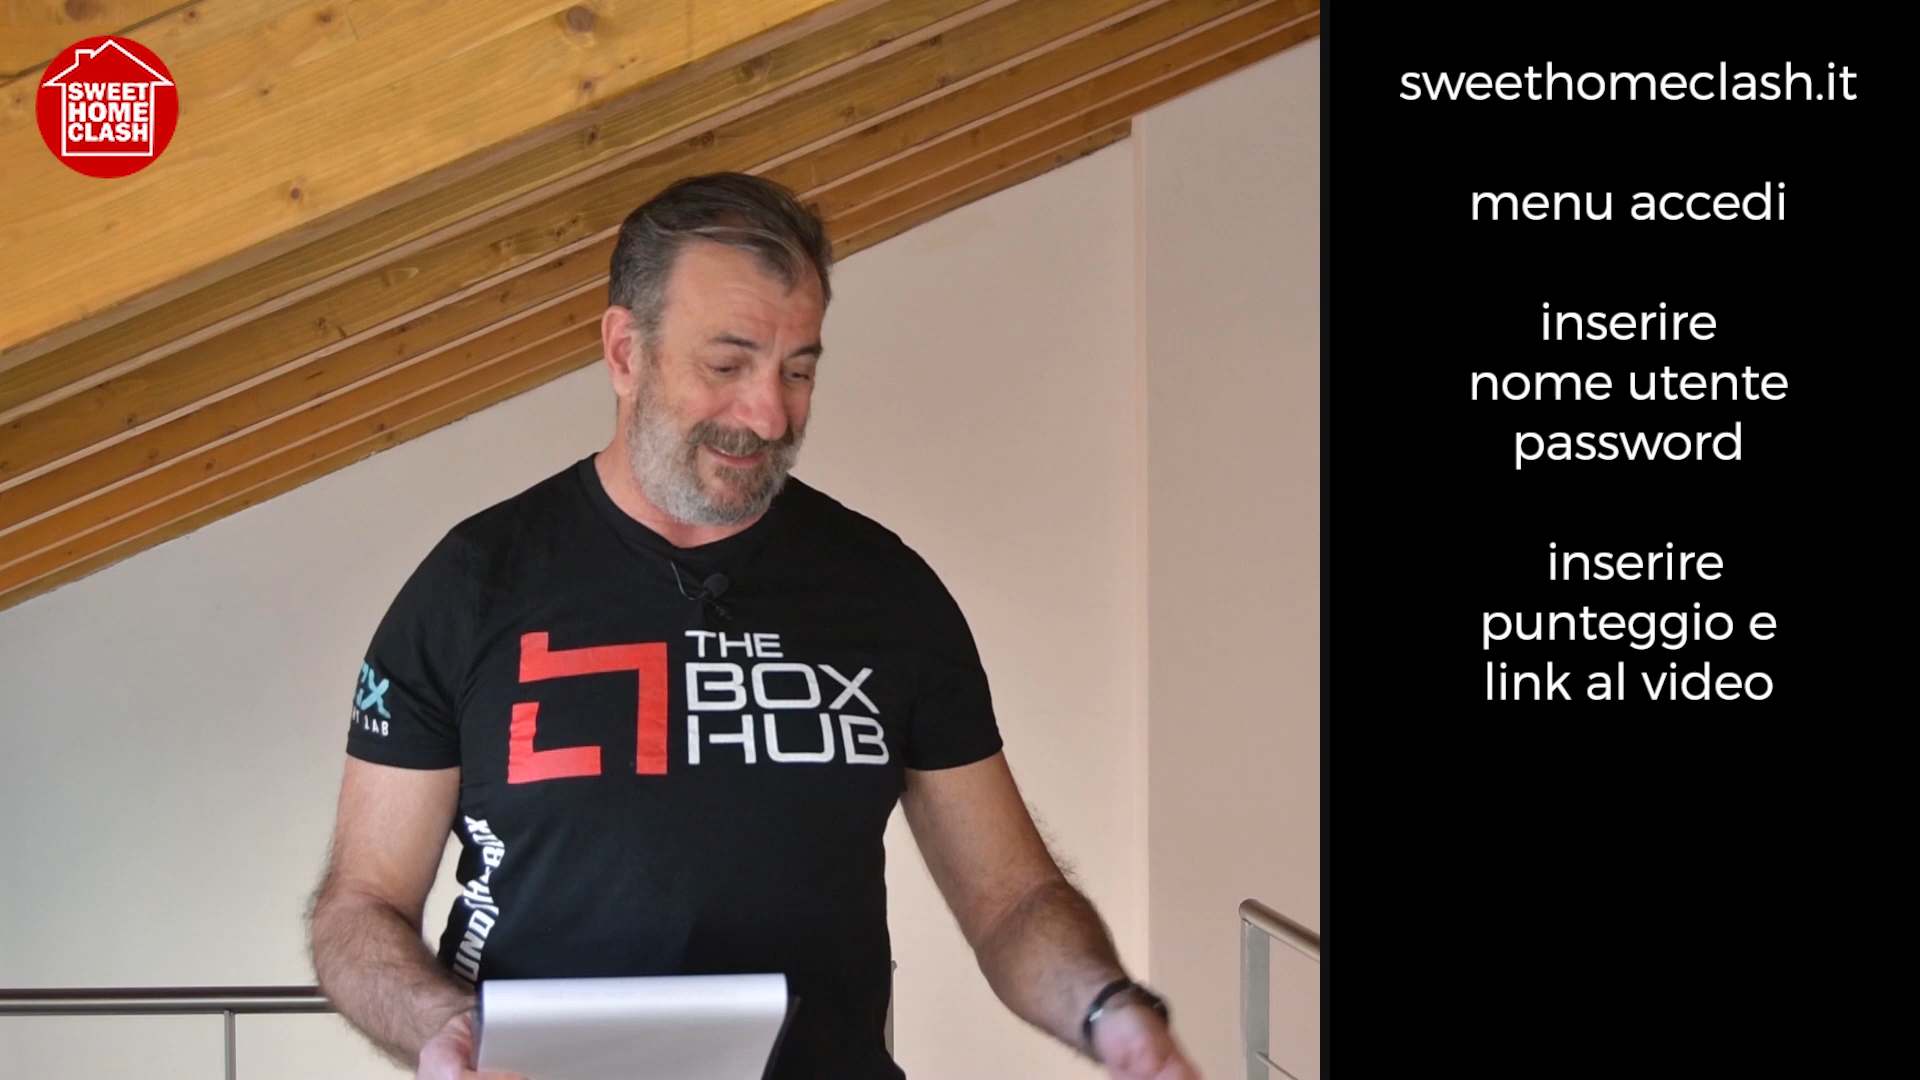 SWEET
HOME
CLASH
THE
BOX
HUB
LAB
sweethomeclash.it
menu accedi
inserire
nome utente
password
inserire
punteggio e
link al video